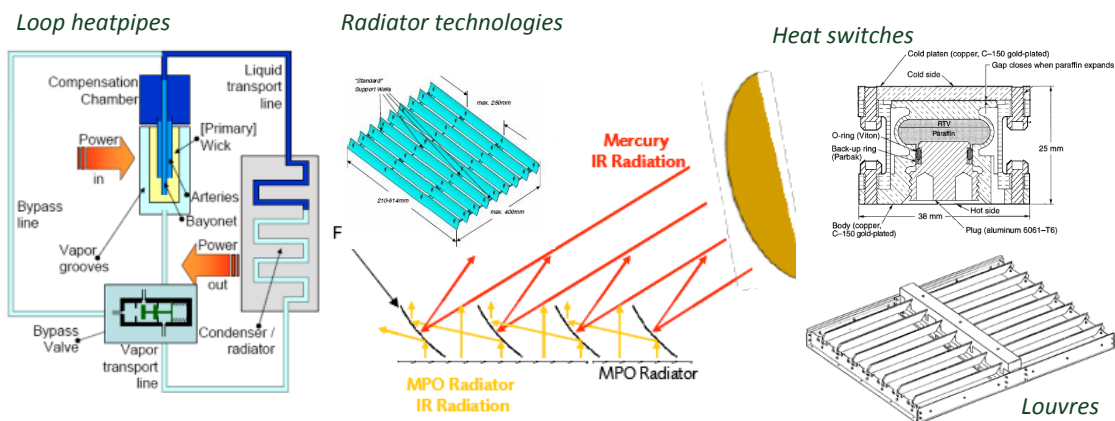 Loop heatpipes
Compensation
Chamber
Liquid
transport
line
Power
in
[Primary]
Wick
Arteries
Bayonet
Bypass
line
Vapor
grooves
Power
out
Bypass
Valve
Vapor
transport
line
Condenser /
radiator
Radiator technologies
"Standard"
Support Walls
max. 250mm
210-614mm
max. 400mm
Mercury
IR Radiation
F
MPO Radiator
IR Radiation
MPO Radiator
Heat switches
Cold platen (copper, C–150 gold-plated)
Gap closes when paraffin expands
Cold side
RTV
Paraffin
O-ring (Viton)
Back-up ring
(Parbak)
25 mm
38 mm
Hot side
Body (copper,
C–150 gold-plated)
Plug (aluminum 6061–T6)
Louvres